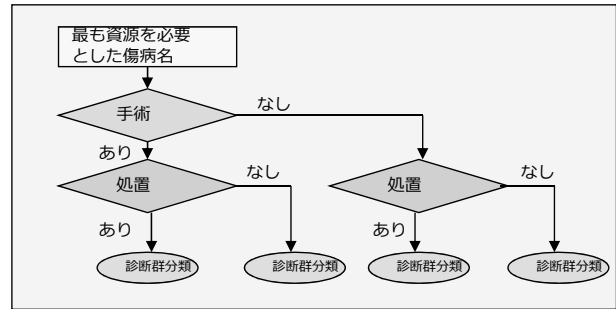 最も資源を必要
とした傷病名
手術
なし
あり
処置
なし
処置
なし
あり
あり
診断群分類
診断群分類
診断群分類
診断群分類